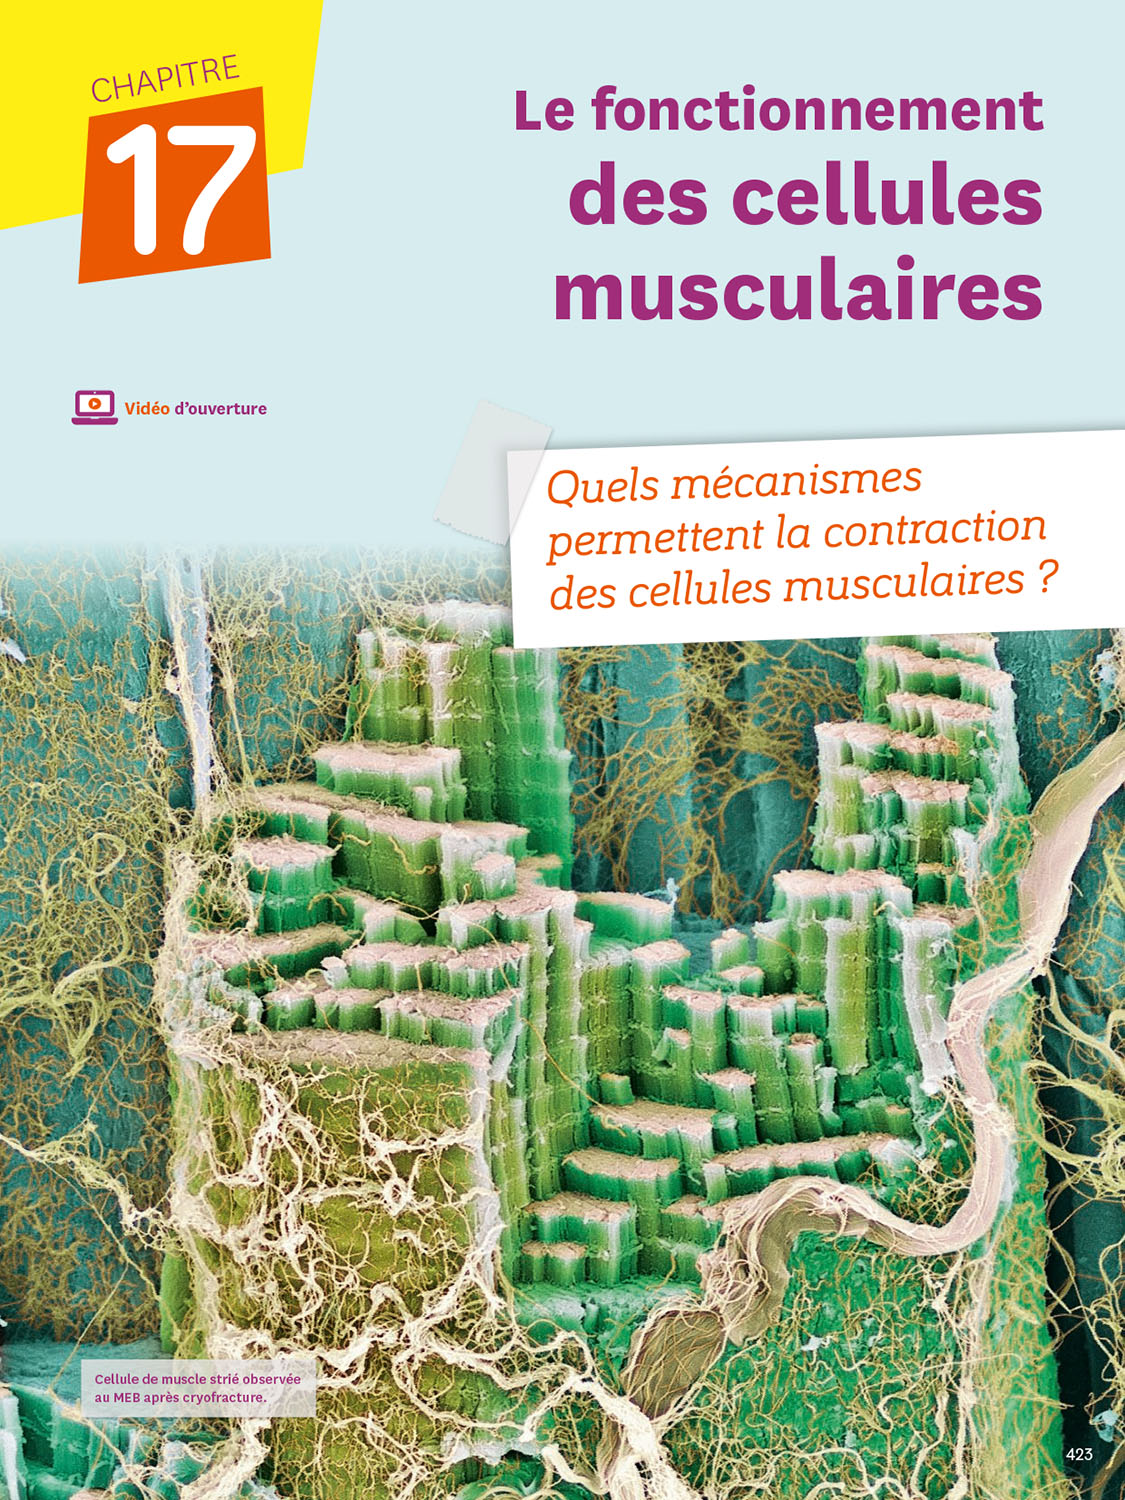 CHAPITRE
17
Le fonctionnement
des cellules
musculaires
Vidéo d'ouverture
Quels mécanismes
permettent la contraction
des cellules musculaires ?
Cellule de muscle strié observée
au MEB après cryofracture.
423